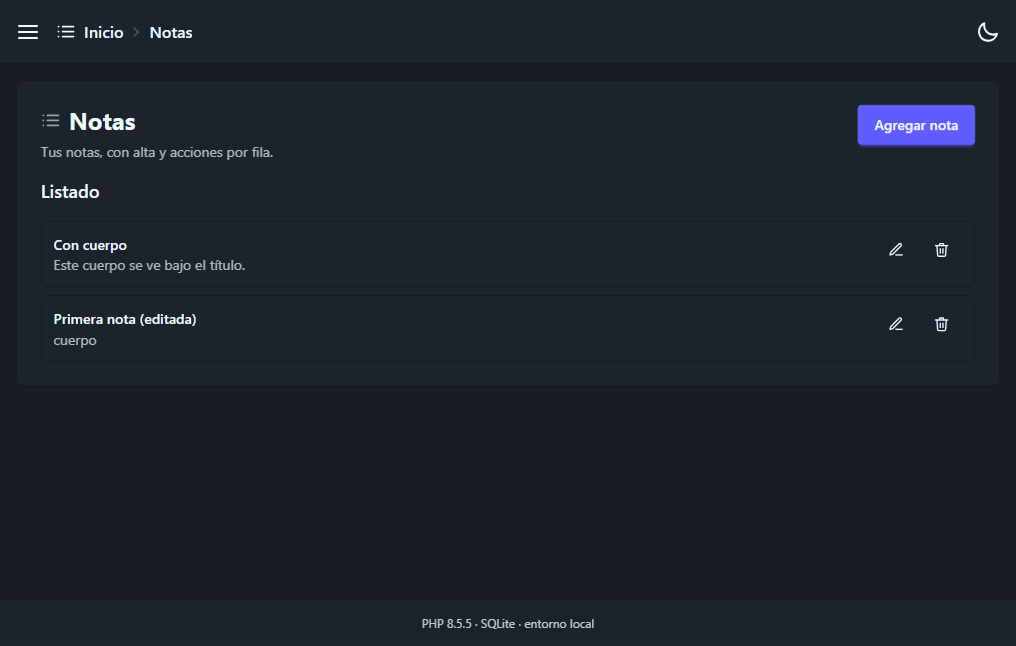 Inicio > Notas
Notas
Agregar nota
Tus notas, con alta y acciones por fila.
Listado
Con cuerpo
Este cuerpo se ve bajo el título.
Primera nota (editada)
cuerpo
PHP 8.5.5 · SQLite · entorno local